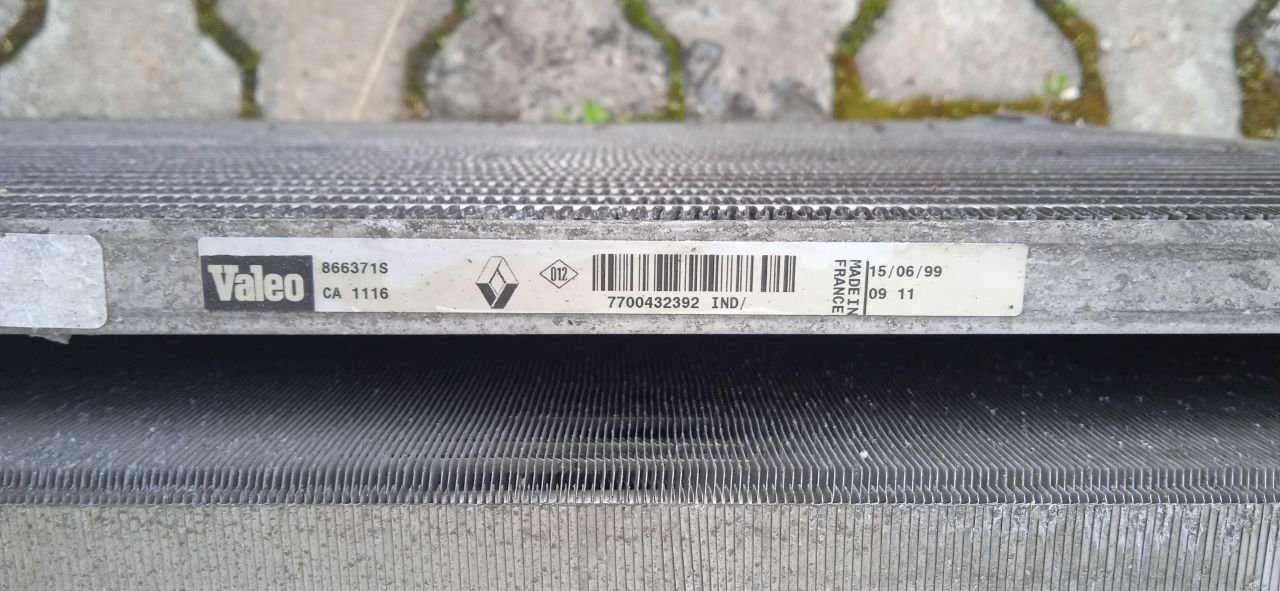 Valeo
866371S
CA 1116
012
7700432392 IND/
MADE IN
FRANCE
15/06/99
09 11